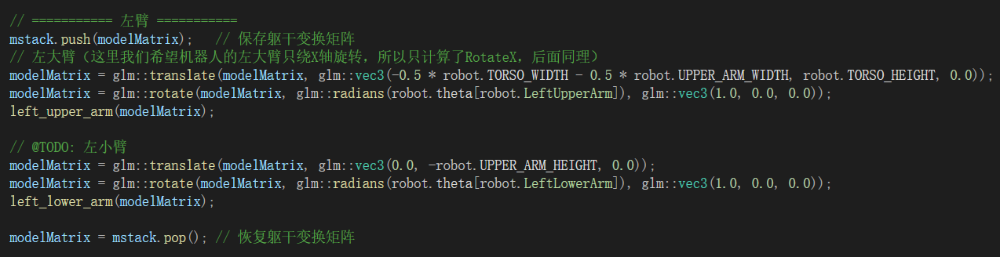 // =========== 左臂 ===========
mstack.push(modelMatrix);   // 保存躯干变换矩阵
// 左大臂（这里我们希望机器人的左大臂只绕X轴旋转，所以只计算了RotateX，后面同理）
modelMatrix = glm::translate(modelMatrix, glm::vec3(-0.5 * robot.TORSO_WIDTH - 0.5 * robot.UPPER_ARM_WIDTH, robot.TORSO_HEIGHT, 0.0));
modelMatrix = glm::rotate(modelMatrix, glm::radians(robot.theta[robot.LeftUpperArm]), glm::vec3(1.0, 0.0, 0.0));
left_upper_arm(modelMatrix);
// @TODO: 左小臂
modelMatrix = glm::translate(modelMatrix, glm::vec3(0.0, -robot.UPPER_ARM_HEIGHT, 0.0));
modelMatrix = glm::rotate(modelMatrix, glm::radians(robot.theta[robot.LeftLowerArm]), glm::vec3(1.0, 0.0, 0.0));
left_lower_arm(modelMatrix);
modelMatrix = mstack.pop(); // 恢复躯干变换矩阵